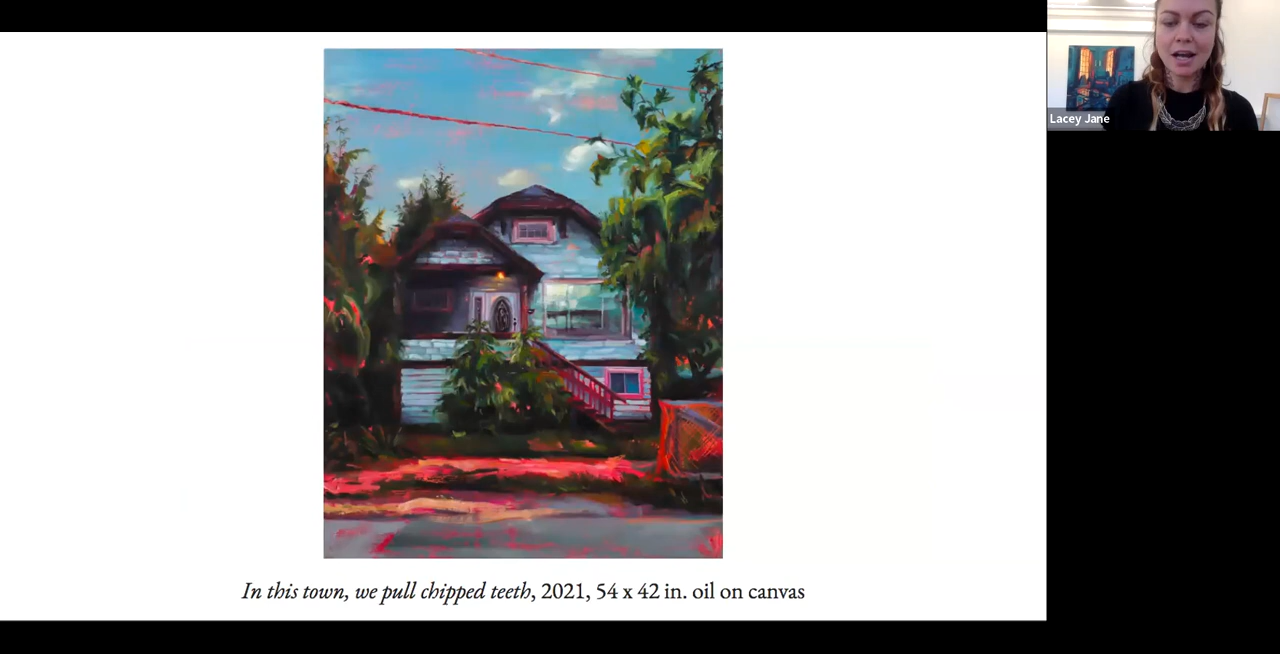 Lacey Jane
In this town, we pull chipped teeth, 2021, 54 x 42 in. oil on canvas